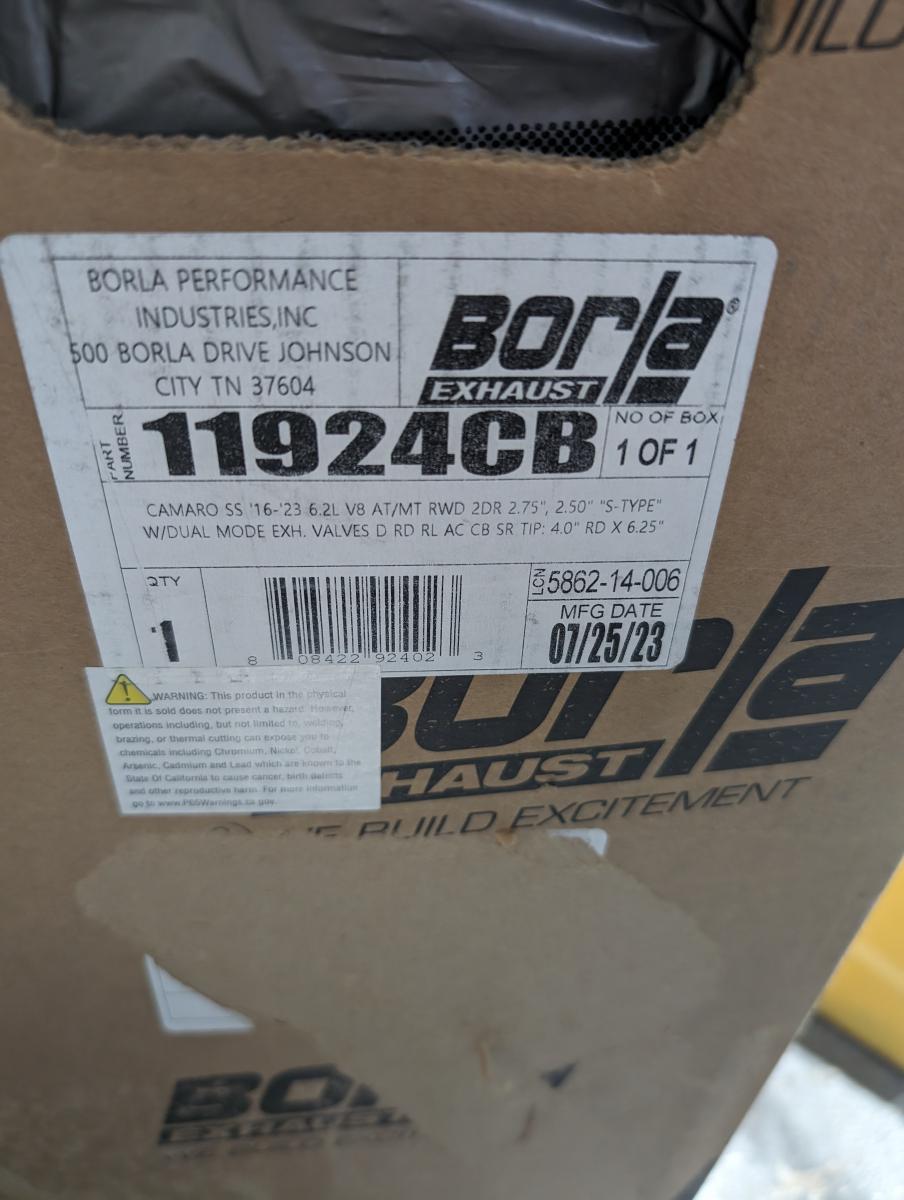 UILD
BORLA PERFORMANCE
INDUSTRIES,INC
500 BORLA DRIVE JOHNSON
CITY TN 37604
Borla®
EXHAUST
PART
NUMBER
11924CB
NO OF BOX
1 OF 1
CAMARO SS '16-'23 6.2L V8 AT/MT RWD 2DR 2.75", 2.50" "S-TYPE"
W/DUAL MODE EXH. VALVES D RD RL AC CB SR TIP: 4.0" RD X 6.25"
QTY
1
8 08422 92402 3
LCN
5862-14-006
MFG DATE
07/25/23
WARNING: This product in the physical
form it is sold does not present a hazard. However,
operations including, but not limited to, welding,
brazing, or thermal cutting can expose you to
chemicals including Chromium, Nickel, Cobalt,
Arsenic, Cadmium and Lead which are known to the
State Of California to cause cancer, birth defects
and other reproductive harm. For more information
go to www.P65Warnings.ca.gov.
Borla
EXHAUST
WE BUILD EXCITEMENT
BO
EXHAUST